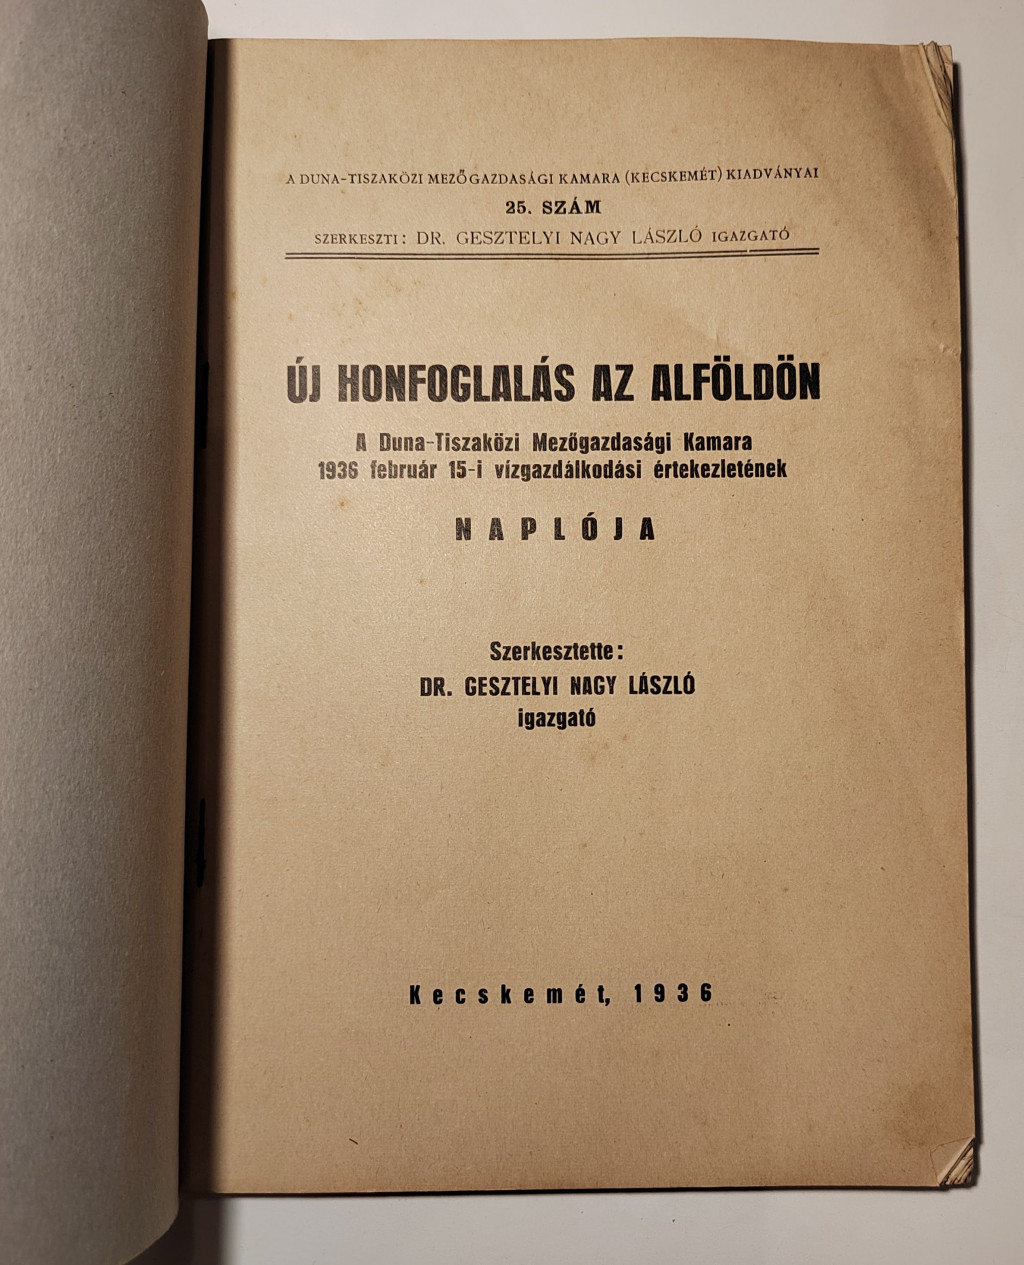 A DUNA-TISZAKÖZI MEZŐGAZDASÁGI KAMARA (KECSKEMÉT) KIADVÁNYAI
25. SZÁM
SZERKESZTI: DR. GESZTELYI NAGY LÁSZLÓ IGAZGATÓ
ÚJ HONFOGLALÁS AZ ALFÖLDÖN
A Duna-Tiszaközi Mezőgazdasági Kamara
1936 február 15-i vízgazdálkodási értekezletének
NAPLÓJA
Szerkesztette:
DR. GESZTELYI NAGY LÁSZLÓ
igazgató
Kecskemét, 1936